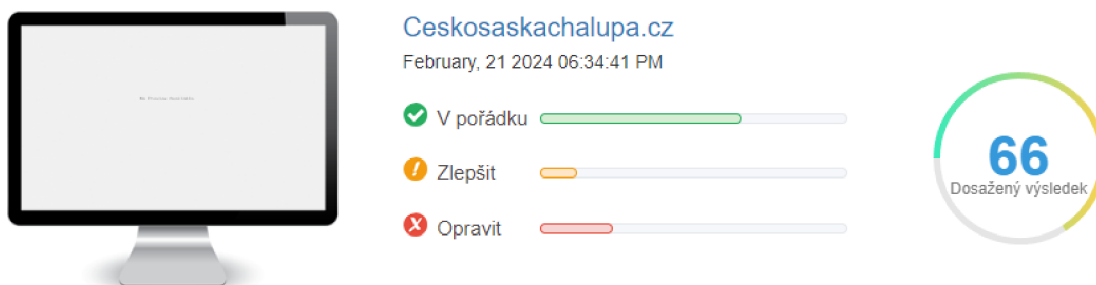 Ceskosaskachalupa.cz
February, 21 2024 06:34:41 PM
V pořádku
Zlepšit
Opravit
66
Dosažený výsledek